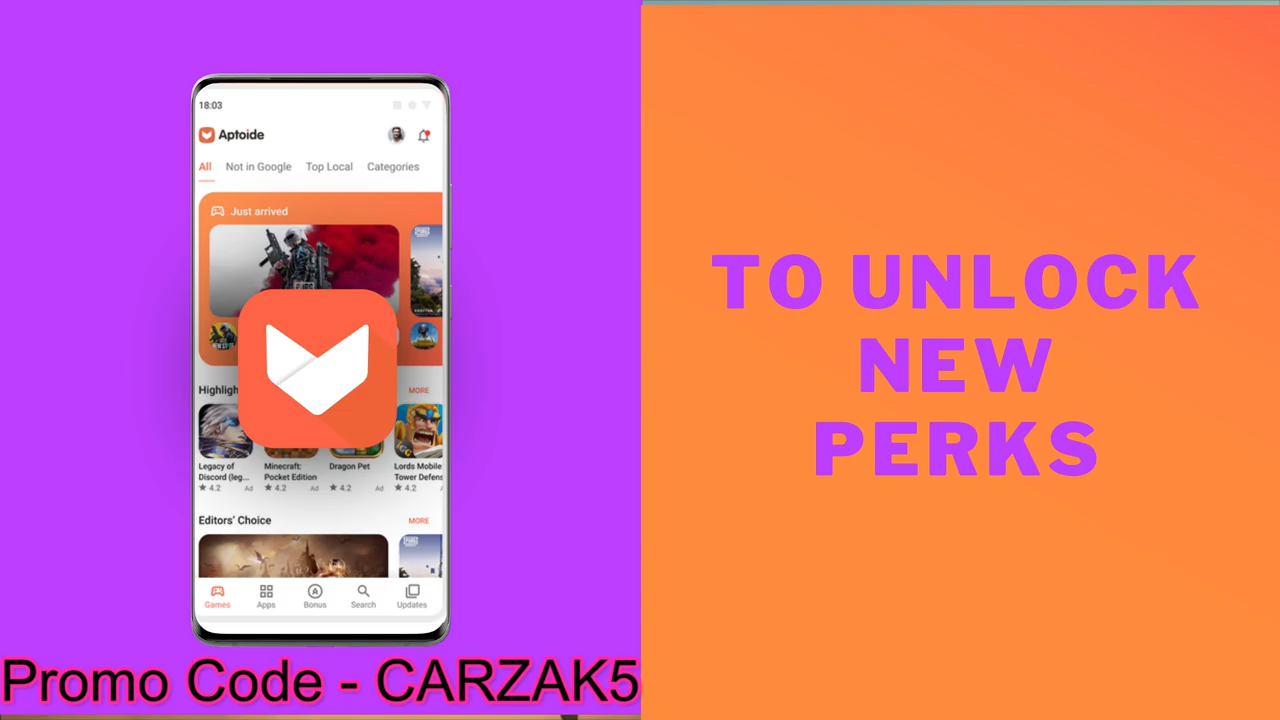 18:03
Aptoide
All Not in Google Top Local Categories
Just arrived
MORE
Legacy of Minecraft: Dragon Pet Lords Mobile
Discord (leg... Pocket Edition Tower Defens
4.2 Ad 4.2 Ad 4.2 Ad 4.2
Editors' Choice MORE
Games Apps Bonus Search Updates
Promo Code - CARZAK5
TO UNLOCK
NEW
PERKS